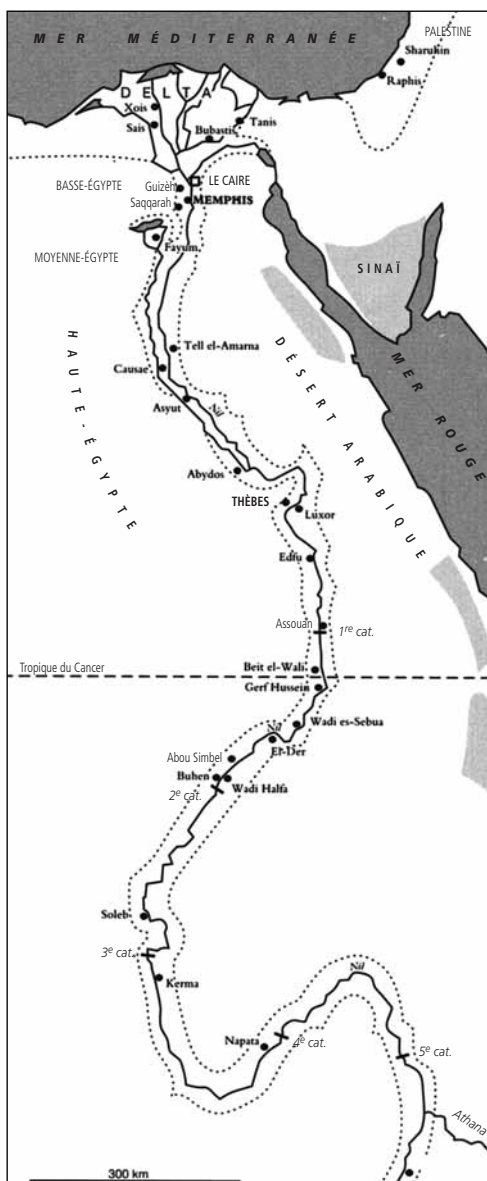 PALESTINE
MER MÉDITERRANÉE
Sharuhin
Raphis
DELTA
Xois
Sais
Tanis
Bubastis
BASSE-ÉGYPTE
Guizèh
LE CAIRE
Saqqarah
MEMPHIS
Fayum
MOYENNE-ÉGYPTE
SINAÏ
HAUTE-ÉGYPTE
DÉSERT ARABIQUE
MER ROUGE
Tell el-Amarna
Causae
Asyut
Nil
Abydos
THÈBES
Luxor
Edfu
Assouan
1re cat.
Beit el-Wali
Tropique du Cancer
Gerf Hussein
Wadi es-Sebua
Nil
El-Der
Abou Simbel
Buhen
Wadi Halfa
2e cat.
Soleb
3e cat.
Kerma
Nil
Napata
4e cat.
5e cat.
Athana
300 km